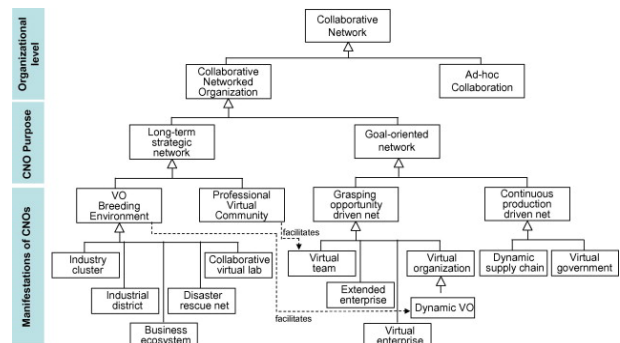 Organizational
level
CNO Purpose
Manifestations of CNOs
Collaborative
Network
Collaborative
Networked
Organization
Ad-hoc
Collaboration
Long-term
strategic
network
Goal-oriented
network
VO
Breeding
Environment
Professional
Virtual
Community
Grasping
opportunity
driven net
Continuous
production
driven net
facilitates
Industry
cluster
Collaborative
virtual lab
Virtual
team
Virtual
organization
Dynamic
supply chain
Virtual
government
Industrial
district
Disaster
rescue net
Extended
enterprise
Dynamic VO
facilitates
Business
ecosystem
Virtual
enterprise